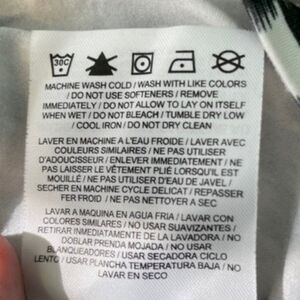 30C
MACHINE WASH COLD / WASH WITH LIKE COLORS
/ DO NOT USE SOFTENERS / REMOVE
IMMEDIATELY / DO NOT ALLOW TO LAY ON ITSELF
WHEN WET / DO NOT BLEACH / TUMBLE DRY LOW
/ COOL IRON / DO NOT DRY CLEAN
LAVER EN MACHINE A L'EAU FROIDE / LAVER AVEC
COULEURS SIMILAIRES / NE PAS UTILISER
D'ADOUCISSEUR / ENLEVER IMMEDIATEMENT / NE
PAS LAISSER LE VÊTEMENT PLIÉ LORSQU'IL EST
MOUILLÉ / NE PAS UTILISER D'EAU DE JAVEL /
SECHER EN MACHINE CYCLE DELICAT / REPASSER
FER FROID / NE PAS NETTOYER A SEC
LAVAR A MAQUINA EN AGUA FRIA / LAVAR CON
COLORES SIMILARES / NO USAR SUAVIZANTES /
RETIRAR INMEDIATAMENTE DE LA LAVADORA / NO
DOBLAR PRENDA MOJADA / NO USAR
BLANQUEADORES / USAR SECADORA CICLO
LENTO / USAR PLANCHA TEMPERATURA BAJA / NO
LAVAR EN SECO